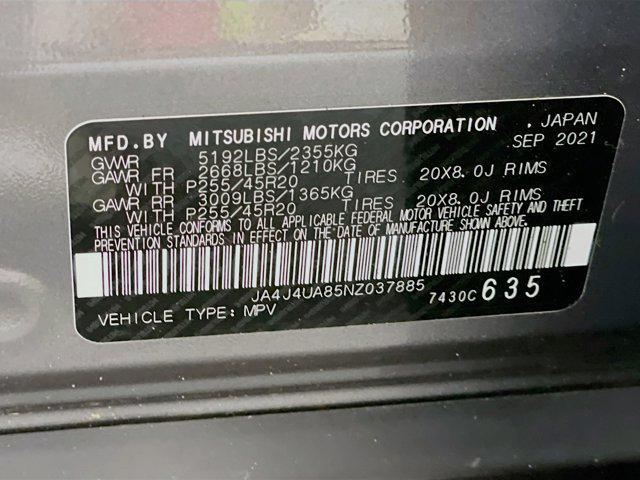 MFD.BY MITSUBISHI MOTORS CORPORATION . JAPAN
GVWR 5192LBS/2355KG SEP 2021
GAWR FR 2668LBS/1210KG
WITH P255/45R20 TIRES 20X8.0J RIMS
GAWR RR 3009LBS/1365KG
WITH P255/45R20 TIRES 20X8.0J RIMS
THIS VEHICLE CONFORMS TO ALL APPLICABLE FEDERAL MOTOR VEHICLE SAFETY AND THEFT
PREVENTION STANDARDS IN EFFECT ON THE DATE OF MANUFACTURE SHOWN ABOVE.
JA4J4UA85NZ037885
7430C 635
VEHICLE TYPE: MPV